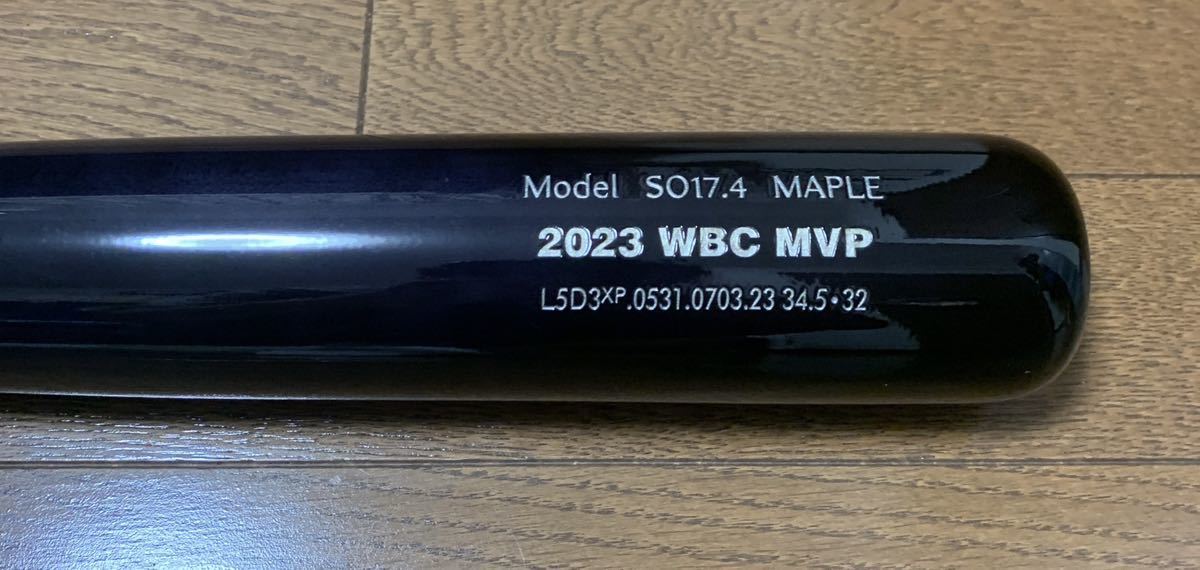 Model SO17.4 MAPLE
2023 WBC MVP
L5D3XP.0531.0703.23 34.5•32